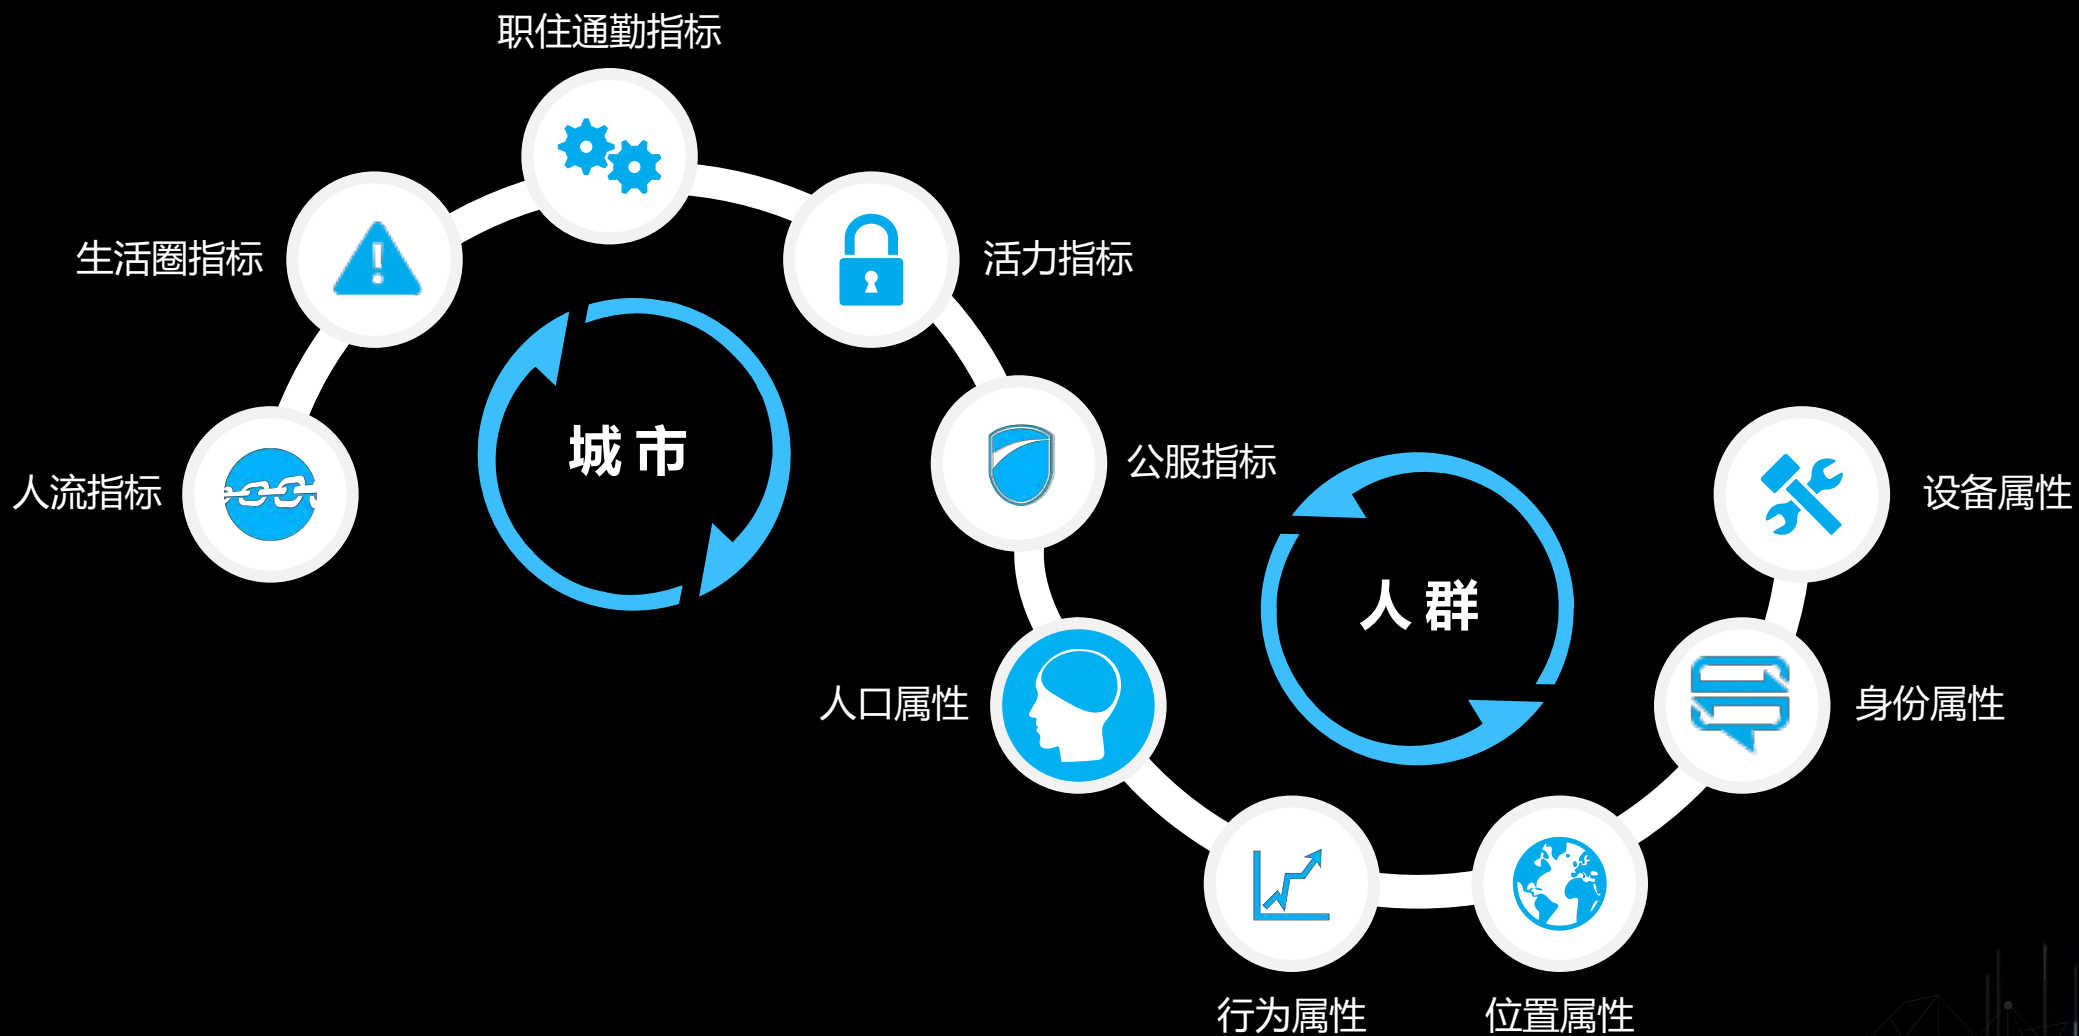 职住通勤指标
生活圈指标
活力指标
城市
公服指标
人流指标
设备属性
人群
人口属性
身份属性
行为属性
位置属性